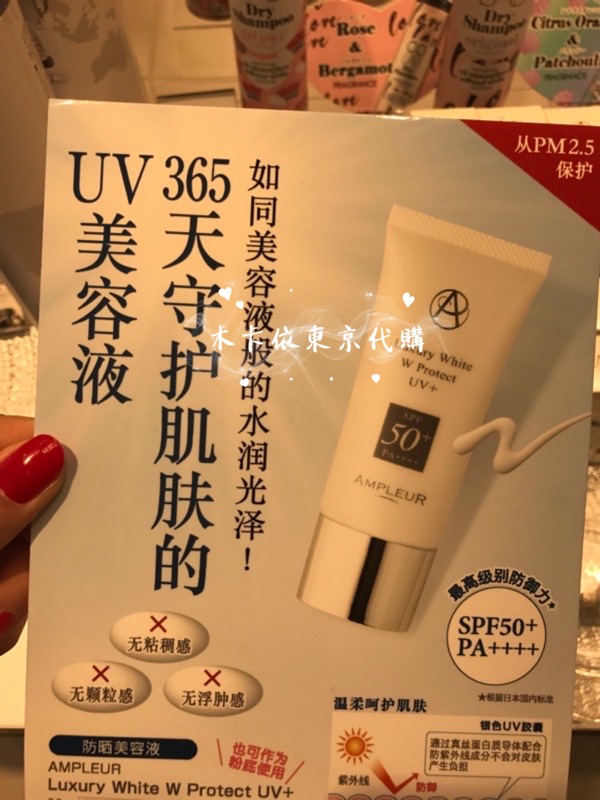 Dry
Shampoo
Rose
&
Bergamot
FRAGRANCE
CC
Dry
Shampoo
original
Citrus Oran
&
Patchouli
FRAGRANCE
从PM2.5
保护
如同美容液般的水润光泽！
365天守护肌肤的
UV美容液
木卡依東京代購
Luxury White
W Protect
UV+
SPF
50+
PA++++
AMPLEUR
最高级别防御力★
SPF50+
PA++++
★根据日本国内标准
无粘稠感
无颗粒感
无浮肿感
温柔呵护肌肤
银色UV胶囊
紫外线
防御
通过真丝蛋白质导体配合
防紫外线成分不会对皮肤
产生负担
防晒美容液
也可作为
粉底使用
AMPLEUR
Luxury White W Protect UV+